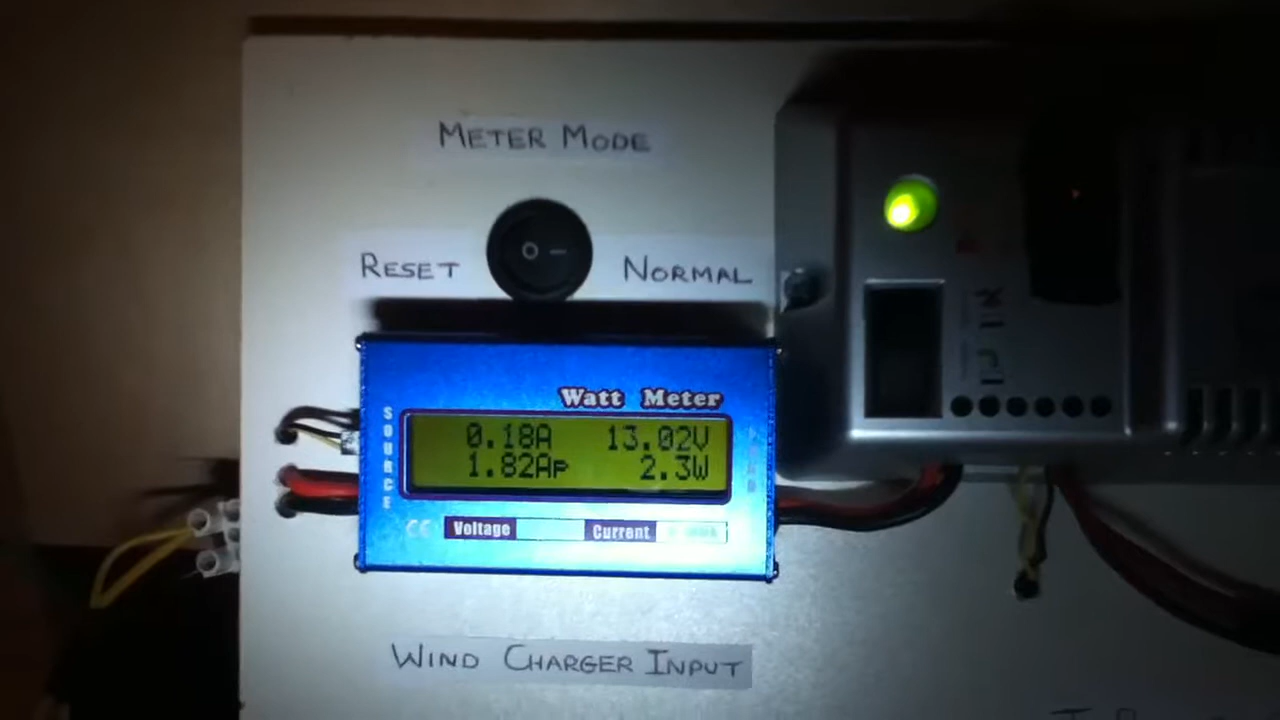 METER MODE
RESET NORMAL
Watt Meter
SOURCE
0.18A 13.02V
1.82Ap 2.3W
CE Voltage Current
WIND CHARGER INPUT